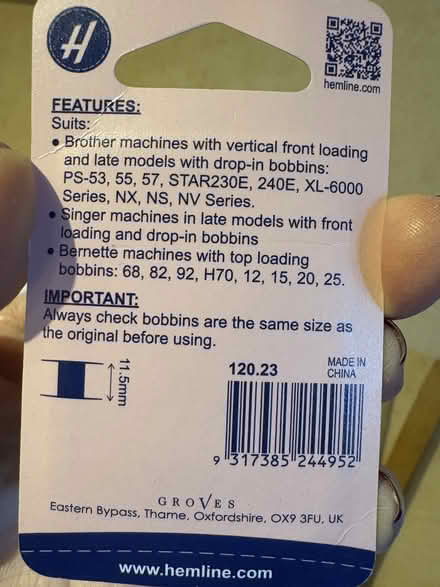 H
hemline.com
FEATURES:
Suits:
• Brother machines with vertical front loading
and late models with drop-in bobbins:
PS-53, 55, 57, STAR230E, 240E, XL-6000
Series, NX, NS, NV Series.
• Singer machines in late models with front
loading and drop-in bobbins
• Bernette machines with top loading
bobbins: 68, 82, 92, H70, 12, 15, 20, 25.
IMPORTANT:
Always check bobbins are the same size as
the original before using.
11.5mm
120.23
MADE IN
CHINA
9 317385 244952
GROVES
Eastern Bypass, Thame, Oxfordshire, OX9 3FU, UK
www.hemline.com